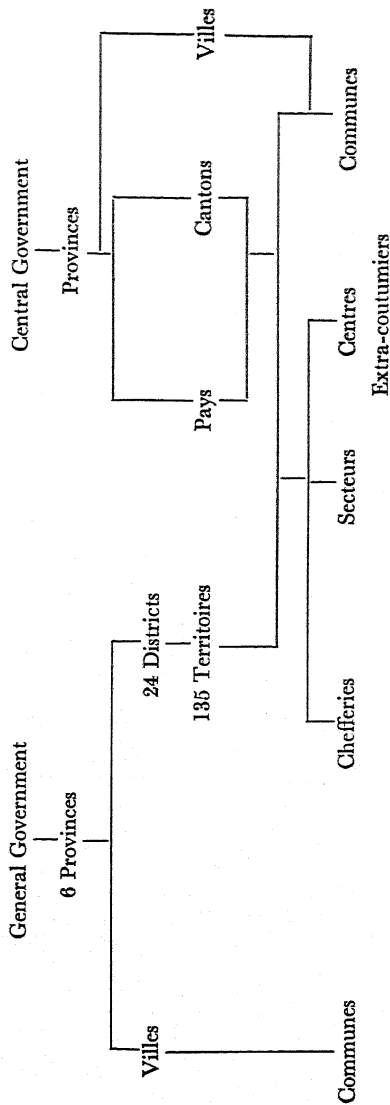 General Government
6 Provinces
Villes
24 Districts
135 Territoires
Communes
Chefferies
Secteurs
Centres
Extra-coutumiers
Central Government
Provinces
Pays
Cantons
Villes
Communes